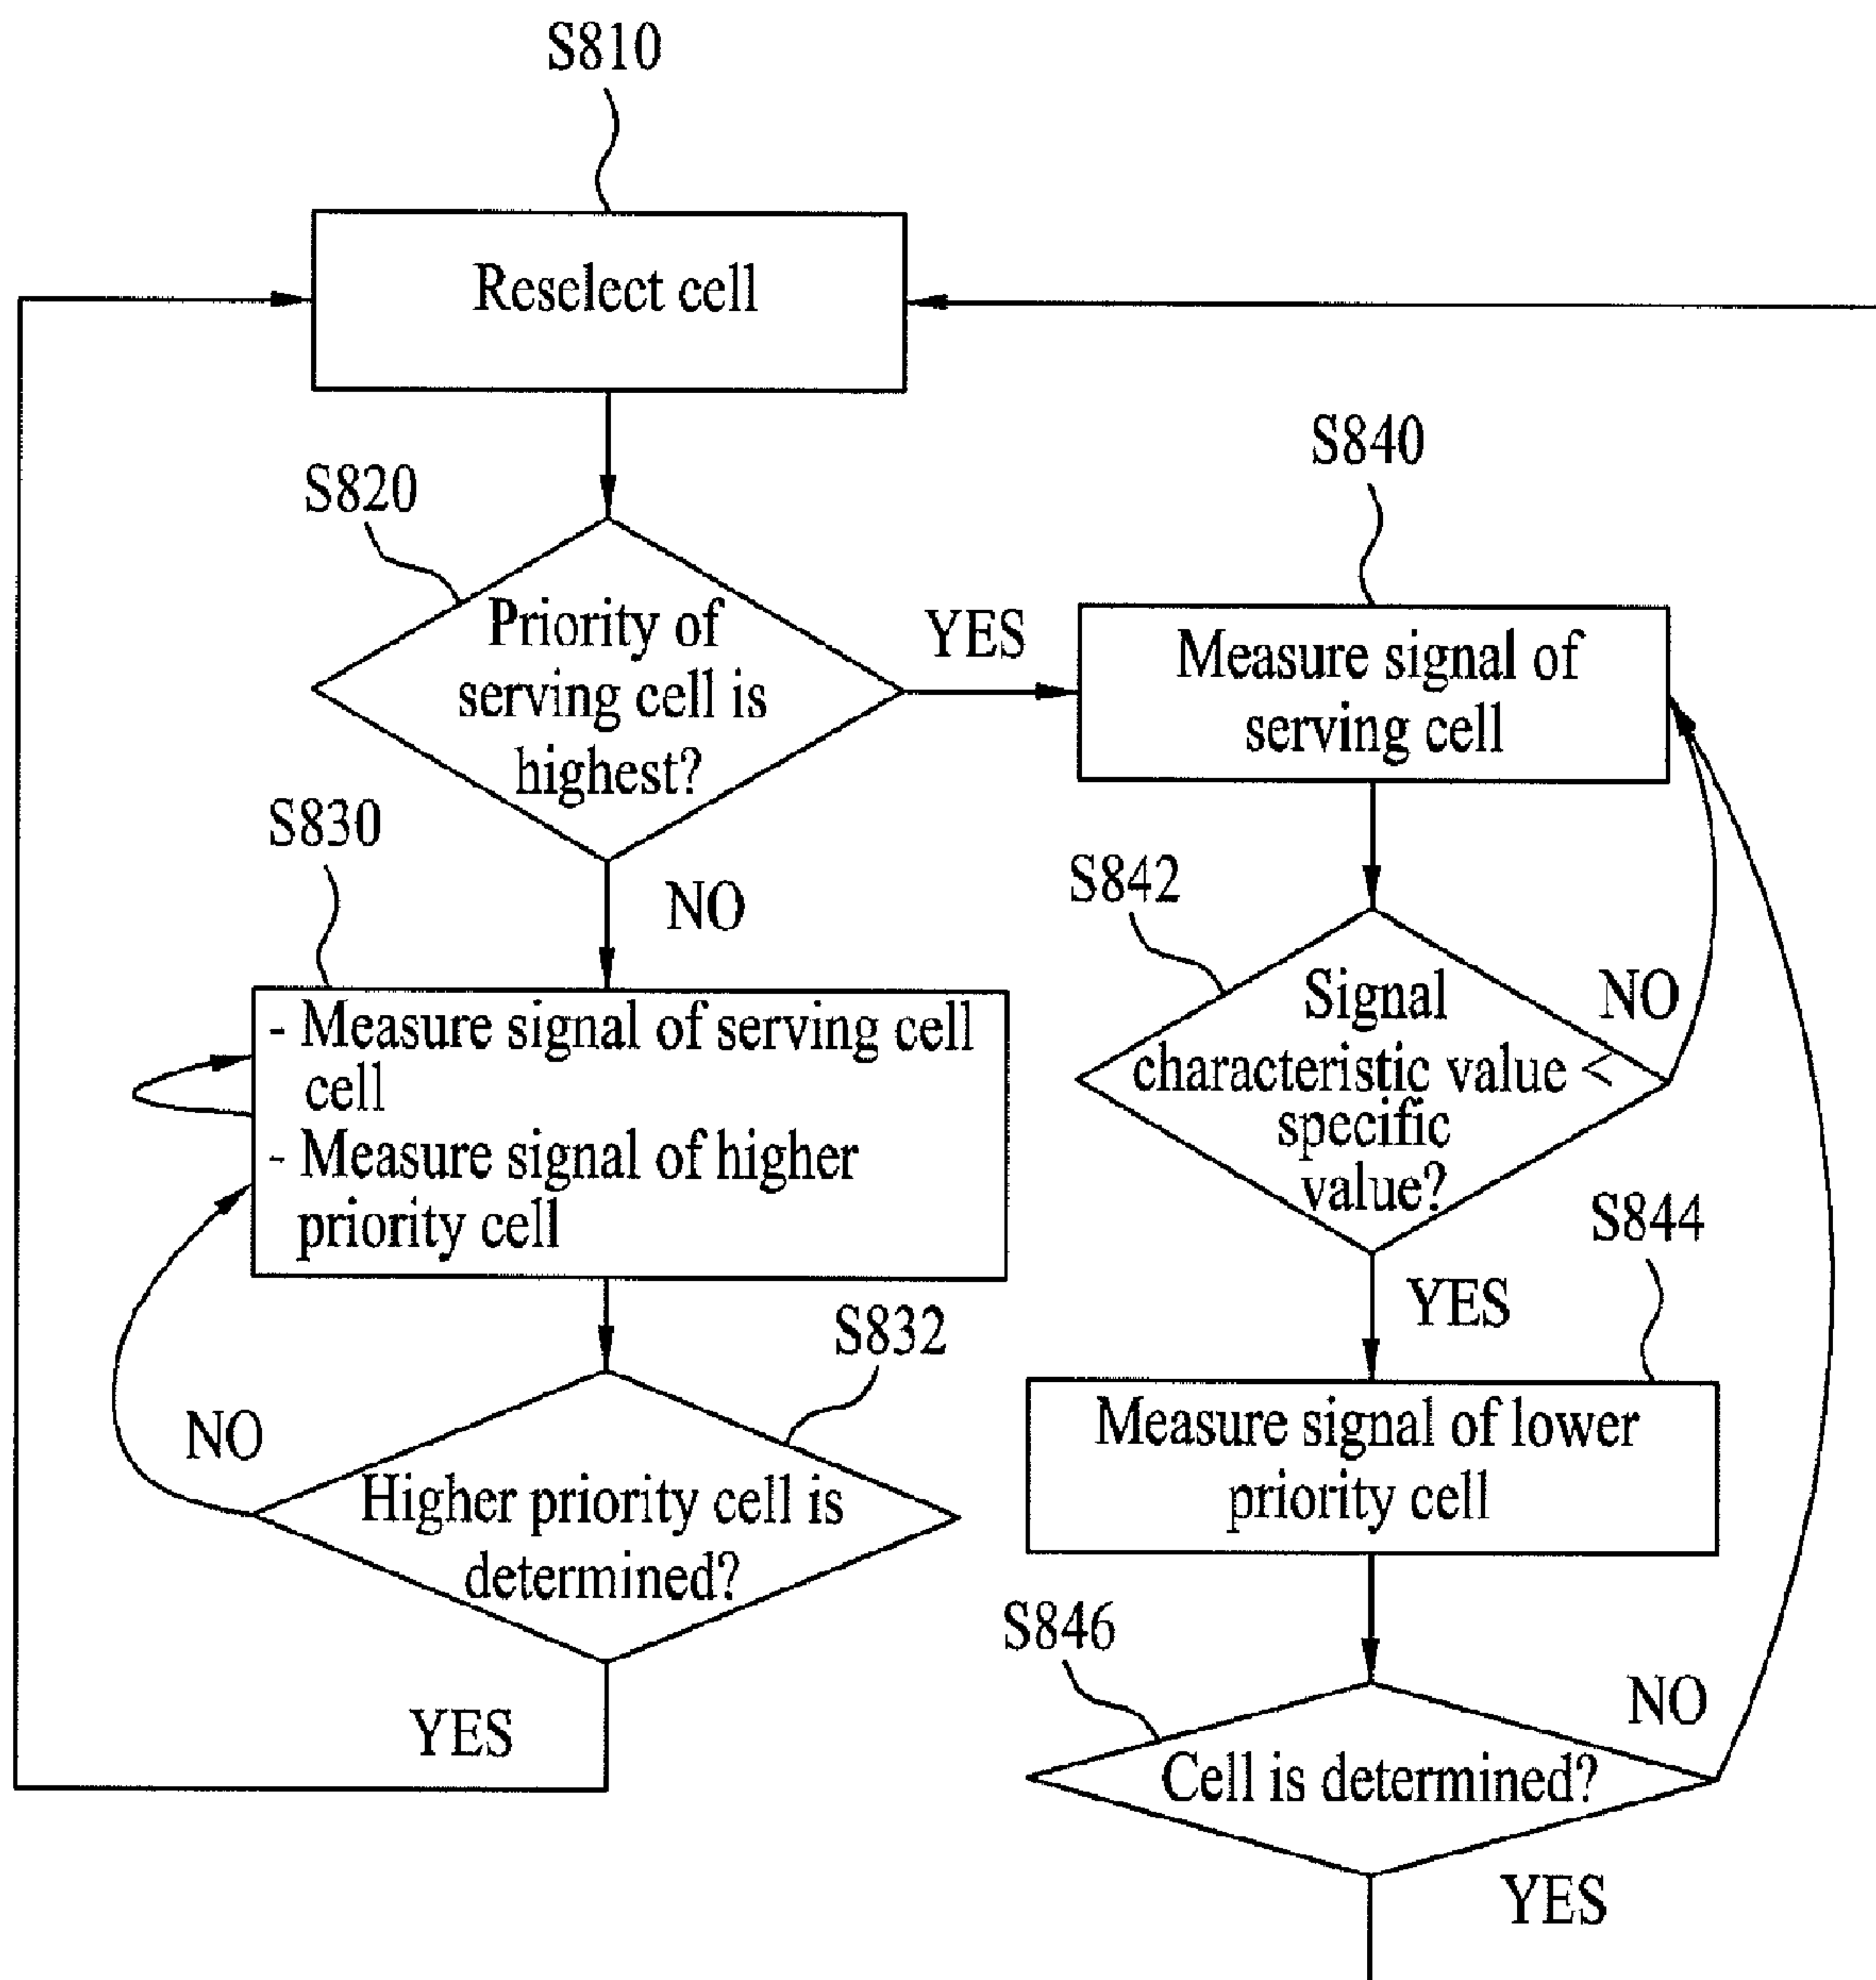 S810
Reselect cell
S820
Priority of
serving cell is
highest?
YES
NO
S830
- Measure signal of serving cell
cell
- Measure signal of higher
priority cell
S832
Higher priority cell is
determined?
NO
YES
S840
Measure signal of
serving cell
S842
Signal
characteristic value <
specific
value?
NO
YES
S844
Measure signal of lower
priority cell
S846
Cell is determined?
NO
YES